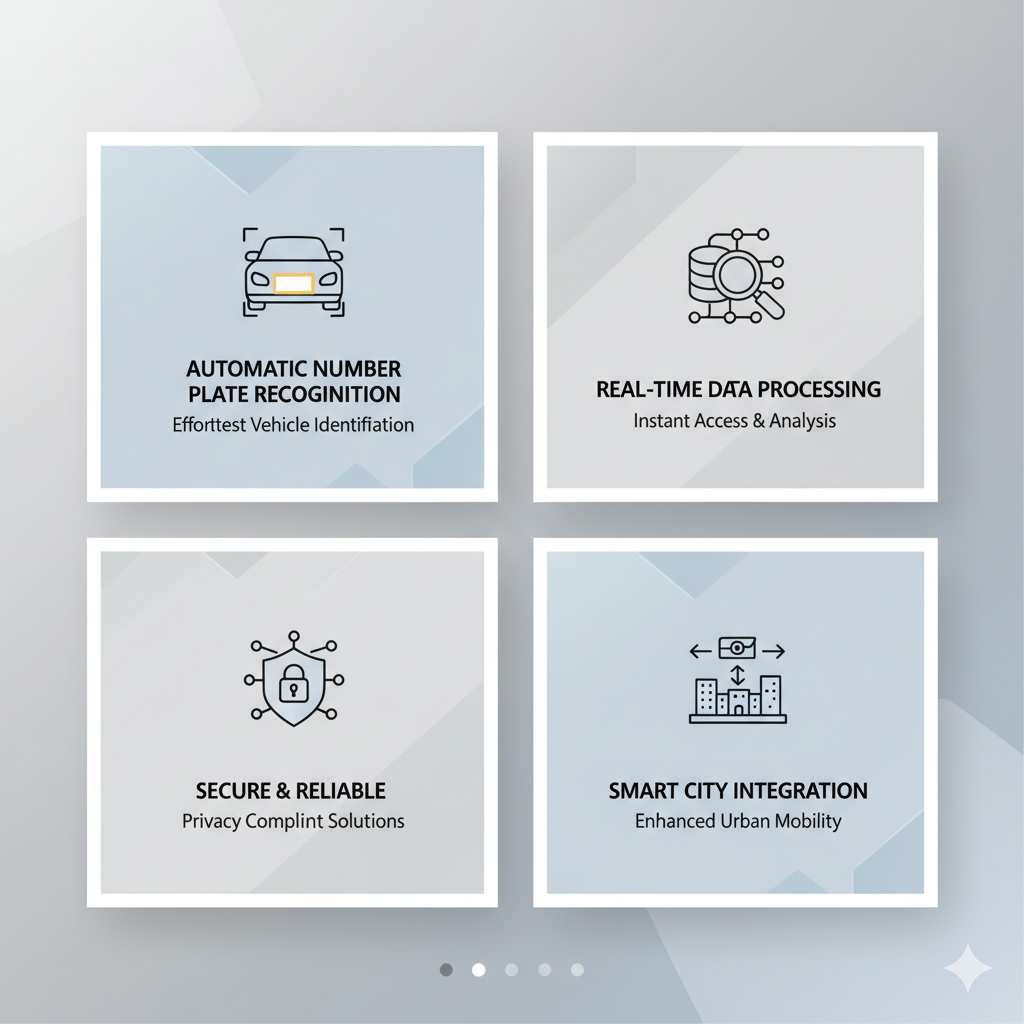 AUTOMATIC NUMBER
PLATE RECOGINITION
Efforttest Vehicle Identifiation
REAL-TIME DATA PROCESSING
Instant Access & Analysis
SECURE & RELIABLE
Privacy Complint Solutions
SMART CITY INTEGRATION
Enhanced Urban Mobility